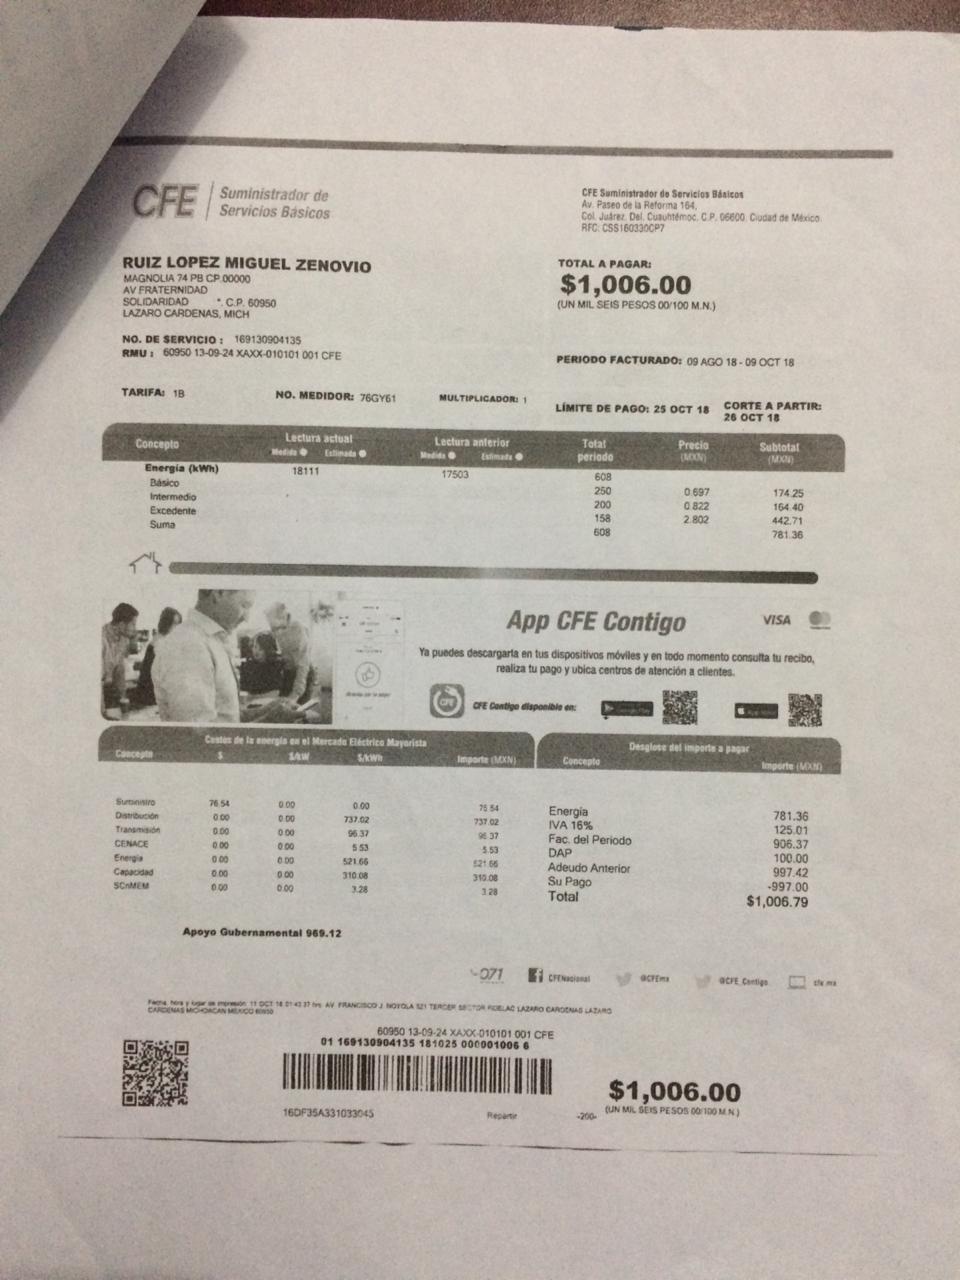 CFE Suministrador de
Servicios Básicos
CFE Suministrador de Servicios Básicos
Av. Paseo de la Reforma 164,
Col. Juárez, Del. Cuauhtémoc, C.P. 06600, Ciudad de México.
RFC: CSS160330CP7
RUIZ LOPEZ MIGUEL ZENOVIO
MAGNOLIA 74 PB CP.00000
AV FRATERNIDAD
SOLIDARIDAD *. C.P. 60950
LAZARO CARDENAS, MICH
TOTAL A PAGAR:
$1,006.00
(UN MIL SEIS PESOS 00/100 M.N.)
NO. DE SERVICIO : 169130904135
RMU : 60950 13-09-24 XAXX-010101 001 CFE
PERIODO FACTURADO: 09 AGO 18 - 09 OCT 18
TARIFA: 1B NO. MEDIDOR: 76GY61 MULTIPLICADOR: 1
LÍMITE DE PAGO: 25 OCT 18 CORTE A PARTIR:
26 OCT 18
Concepto Lectura actual Lectura anterior Total Precio Subtotal
Medida Estimada Medida Estimada periodo (MXN) (MXN)
Energía (kWh) 18111 17503 608
Básico 250 0.697 174.25
Intermedio 200 0.822 164.40
Excedente 158 2.802 442.71
Suma 608 781.36
App CFE Contigo VISA
Ya puedes descargarla en tus dispositivos móviles y en todo momento consulta tu recibo,
realiza tu pago y ubica centros de atención a clientes.
CFE CFE Contigo disponible en:
Costos de la energía en el Mercado Eléctrico Mayorista
Concepto $ $/kW $/kWh Importe (MXN)
Suministro 76.54 0.00 0.00
Distribución 0.00 0.00 737.02 737.02
Transmisión 0.00 0.00 96.37 96.37
CENACE 0.00 0.00 5.53 5.53
Energía 0.00 0.00 521.66 521.66
Capacidad 0.00 0.00 310.08 310.08
SCnMEM 0.00 0.00 3.28 3.28
Desglose del importe a pagar
Concepto Importe (MXN)
Energía 781.36
IVA 16% 125.01
Fac. del Periodo 906.37
DAP 100.00
Adeudo Anterior 997.42
Su Pago -997.00
Total $1,006.79
Apoyo Gubernamental 969.12
071 CFENacional @CFEmx @CFE_Contigo cfe.mx
Fecha, hora y lugar de impresión: 11 OCT 18 01:43:37 hrs. AV. FRANCISCO J. NOYOLA 521 TERCER SECTOR FIDELAC LAZARO CARDENAS LAZARO
CARDENAS MICHOACAN MEXICO 60950
60950 13-09-24 XAXX-010101 001 CFE
01 169130904135 181025 000001006 6
16DF35A331033045 Repartir -200-
$1,006.00
(UN MIL SEIS PESOS 00/100 M.N.)